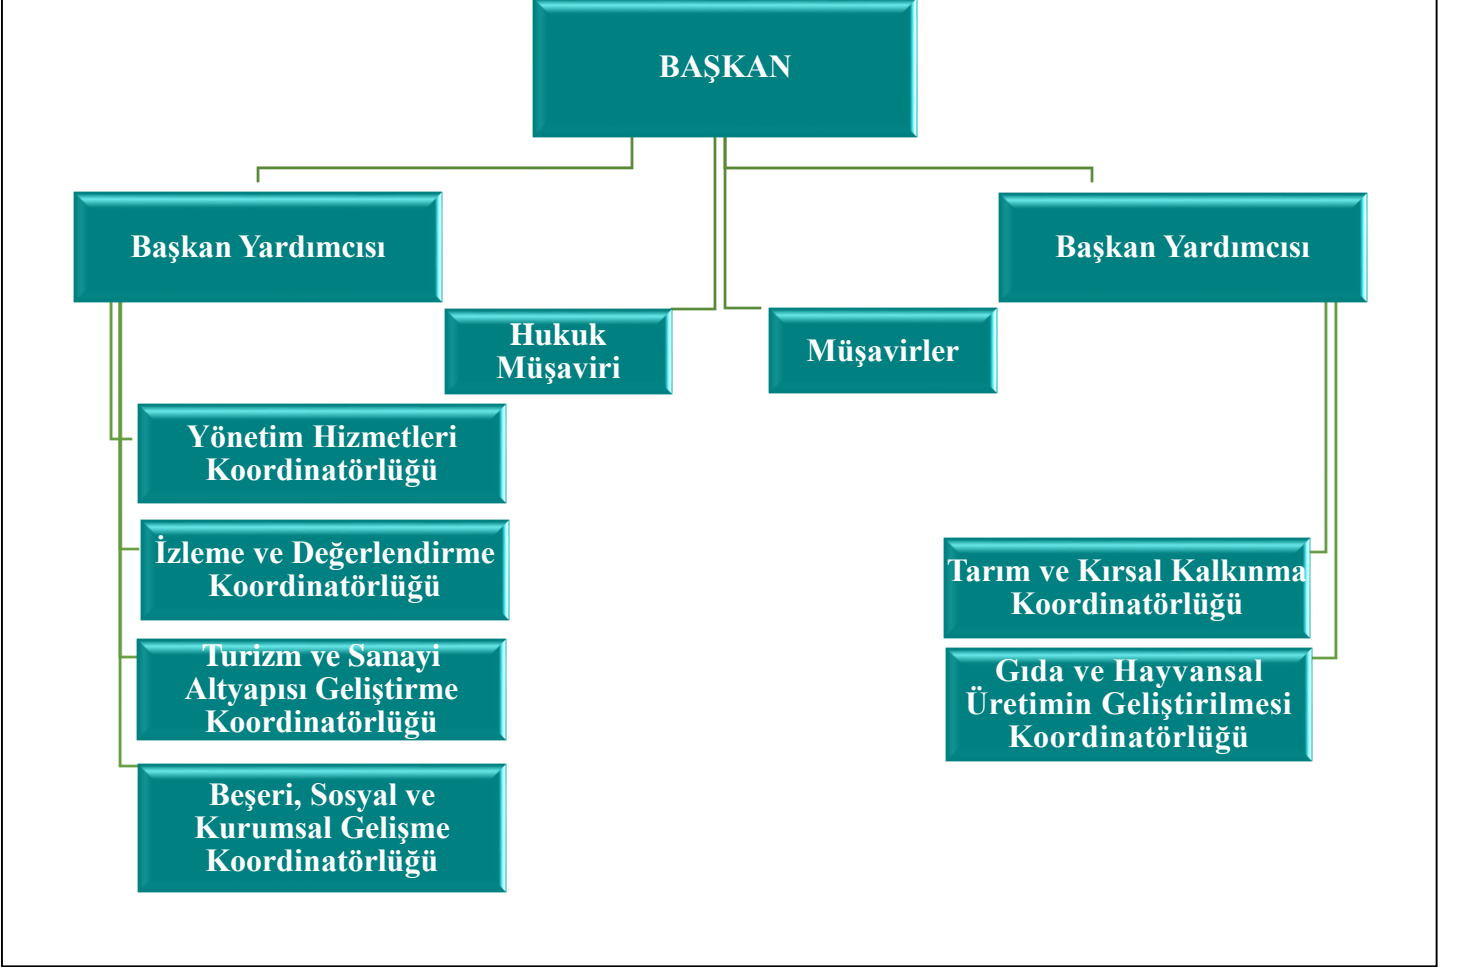 BAŞKAN
Başkan Yardımcısı
Başkan Yardımcısı
Hukuk
Müşaviri
Müşavirler
Yönetim Hizmetleri
Koordinatörlüğü
İzleme ve Değerlendirme
Koordinatörlüğü
Turizm ve Sanayi
Altyapısı Geliştirme
Koordinatörlüğü
Beşeri, Sosyal ve
Kurumsal Gelişme
Koordinatörlüğü
Tarım ve Kırsal Kalkınma
Koordinatörlüğü
Gıda ve Hayvansal
Üretimin Geliştirilmesi
Koordinatörlüğü